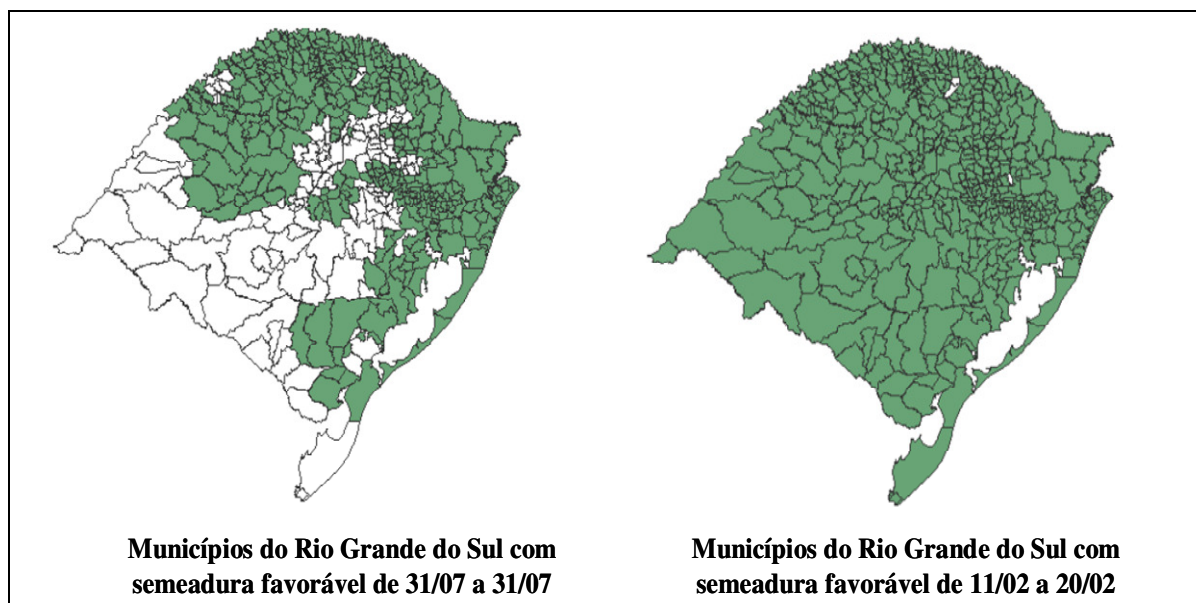 Municípios do Rio Grande do Sul com
semeadura favorável de 31/07 a 31/07
Municípios do Rio Grande do Sul com
semeadura favorável de 11/02 a 20/02